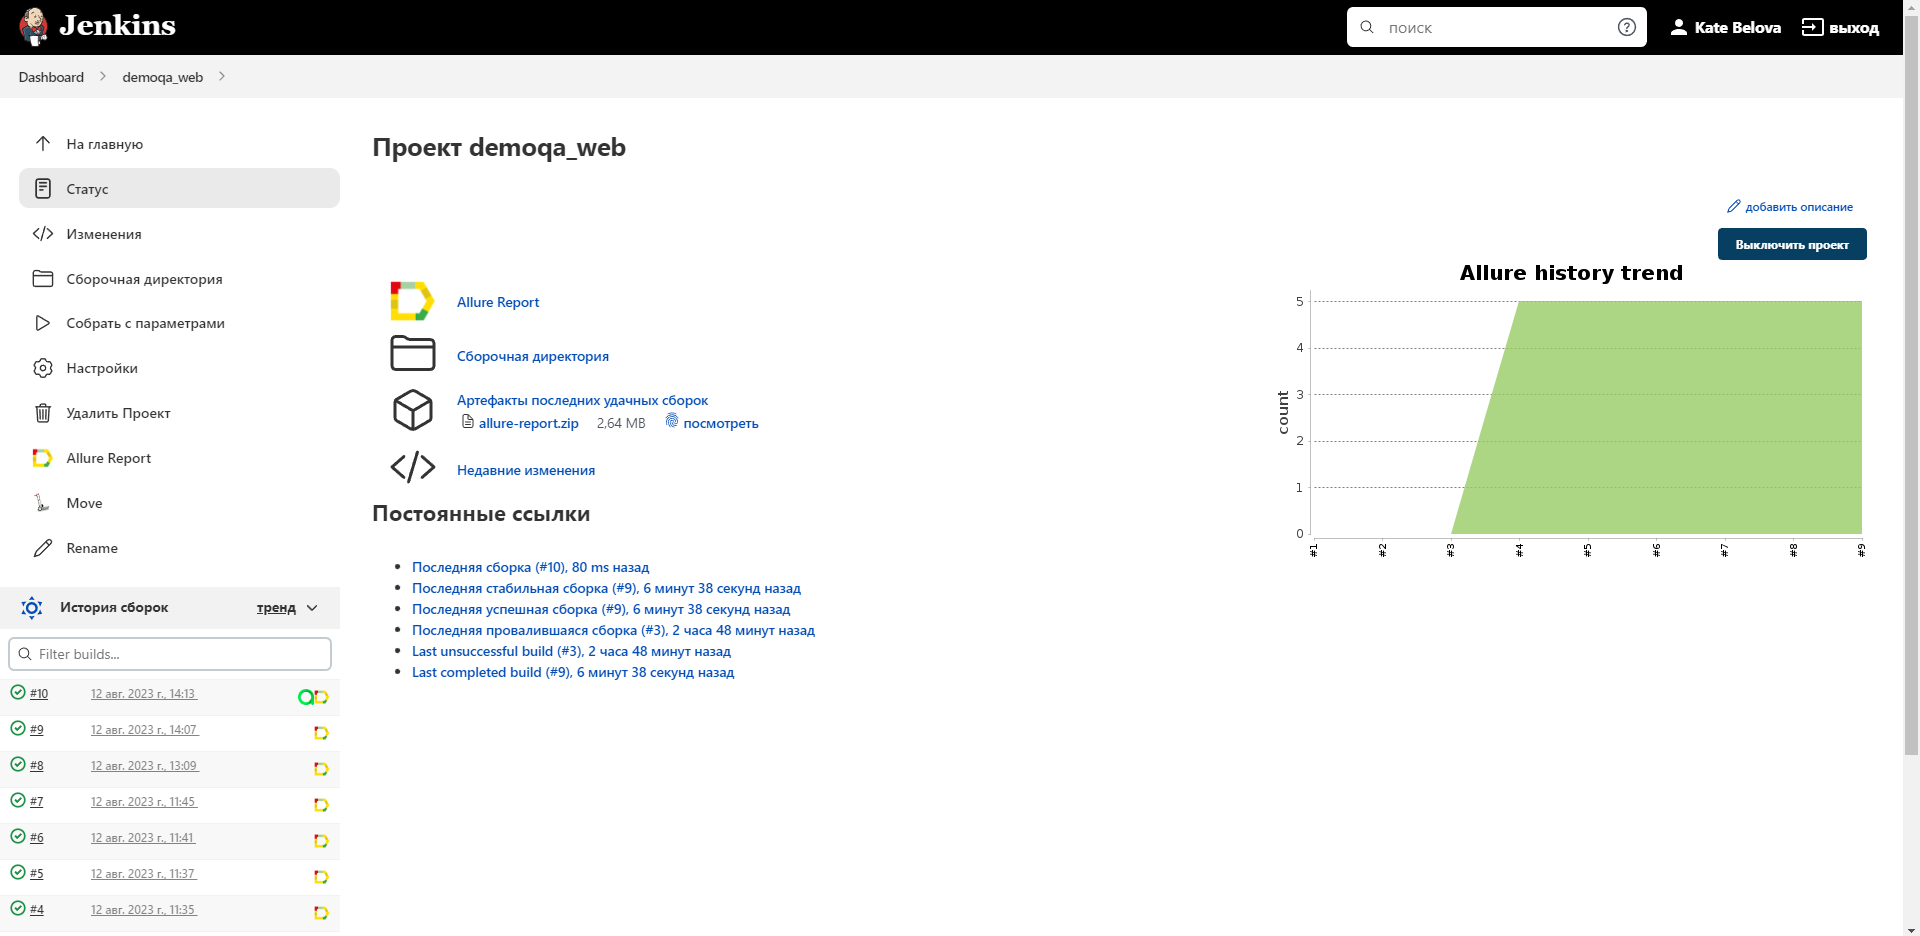 Jenkins
поиск
Kate Belova
выход
Dashboard
demoqa_web
На главную
Статус
Изменения
Сборочная директория
Собрать с параметрами
Настройки
Удалить Проект
Allure Report
Move
Rename
История сборок
тренд
Filter builds...
#10 12 авг. 2023 г., 14:13
#9 12 авг. 2023 г., 14:07
#8 12 авг. 2023 г., 13:09
#7 12 авг. 2023 г., 11:45
#6 12 авг. 2023 г., 11:41
#5 12 авг. 2023 г., 11:37
#4 12 авг. 2023 г., 11:35
Проект demoqa_web
добавить описание
Выключить проект
Allure Report
Сборочная директория
Артефакты последних удачных сборок
allure-report.zip 2,64 MB посмотреть
Недавние изменения
Постоянные ссылки
Последняя сборка (#10), 80 ms назад
Последняя стабильная сборка (#9), 6 минут 38 секунд назад
Последняя успешная сборка (#9), 6 минут 38 секунд назад
Последняя провалившаяся сборка (#3), 2 часа 48 минут назад
Last unsuccessful build (#3), 2 часа 48 минут назад
Last completed build (#9), 6 минут 38 секунд назад
Allure history trend
count
5
4
3
2
1
0
#1 #2 #3 #4 #5 #6 #7 #8 #9